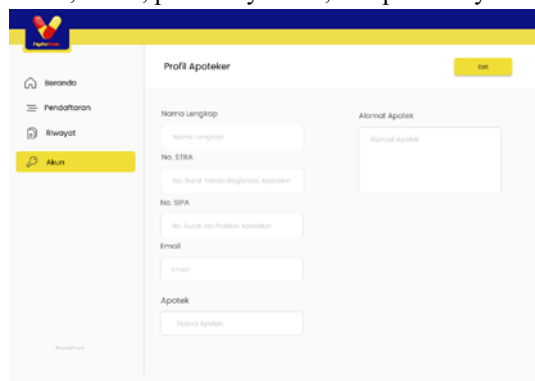 Profil Apoteker
Edit
Beranda
Pendaftaran
Riwayat
Akun
Nama Lengkap
Nama Lengkap
No. STRA
No. Surat Tanda Registrasi Apoteker
No. SIPA
No. Surat Izin Praktek Apoteker
Email
Email
Apotek
Nama Apotek
Alamat Apotek
Alamat Apotek